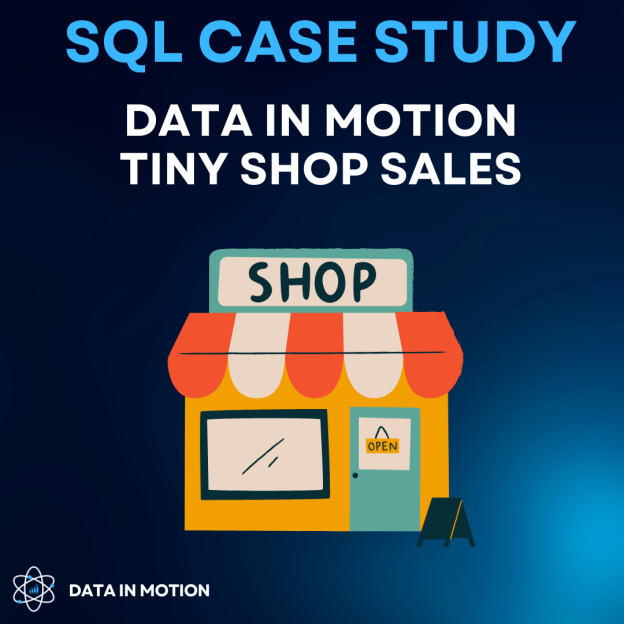 SQL CASE STUDY
DATA IN MOTION
TINY SHOP SALES
SHOP
OPEN
DATA IN MOTION